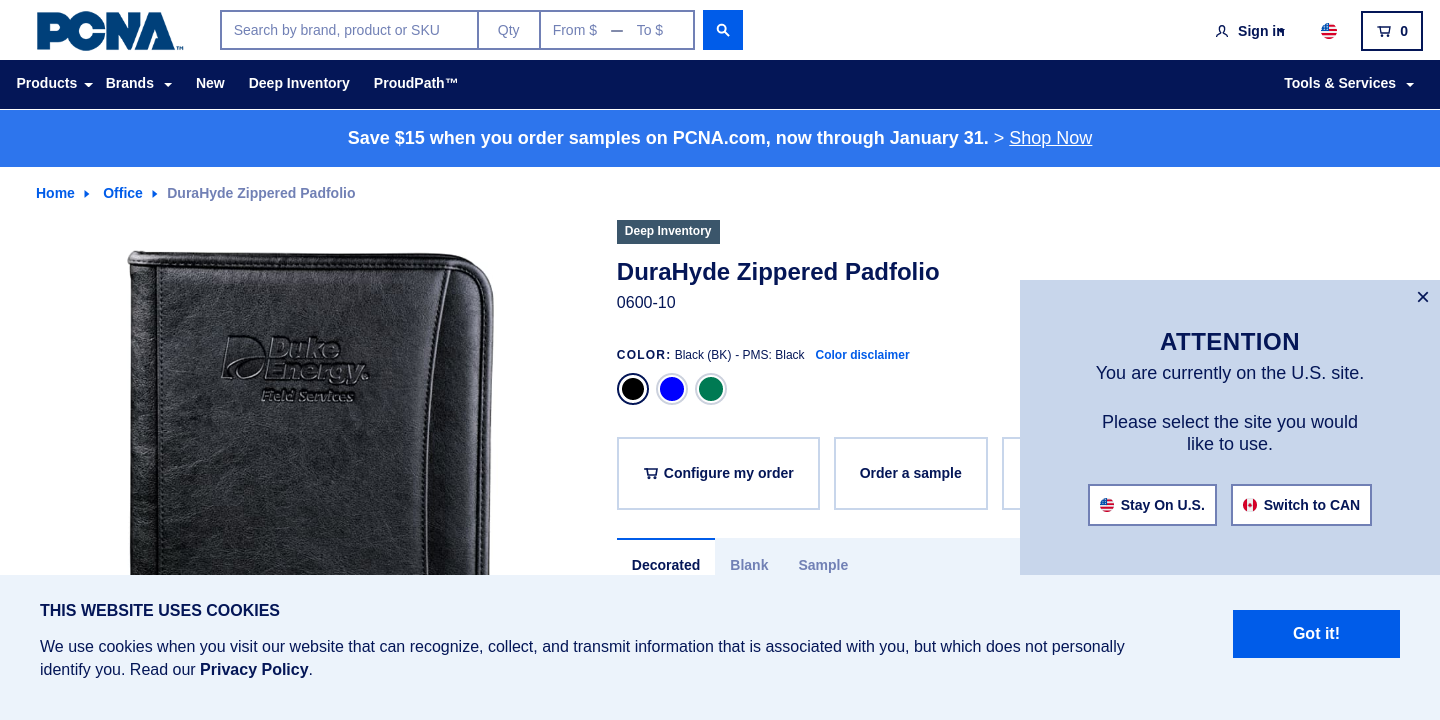 PCNA™
Search by brand, product or SKU
Qty
From $ — To $
Sign in
0
Products
Brands
New
Deep Inventory
ProudPath™
Tools & Services
Save $15 when you order samples on PCNA.com, now through January 31. > Shop Now
Home
Office
DuraHyde Zippered Padfolio
Deep Inventory
DuraHyde Zippered Padfolio
0600-10
COLOR: Black (BK) - PMS: Black Color disclaimer
Duke
Energy®
Field Services
Configure my order
Order a sample
Decorated
Blank
Sample
×
ATTENTION
You are currently on the U.S. site.
Please select the site you would
like to use.
Stay On U.S.
Switch to CAN
THIS WEBSITE USES COOKIES
We use cookies when you visit our website that can recognize, collect, and transmit information that is associated with you, but which does not personally
identify you. Read our Privacy Policy.
Got it!